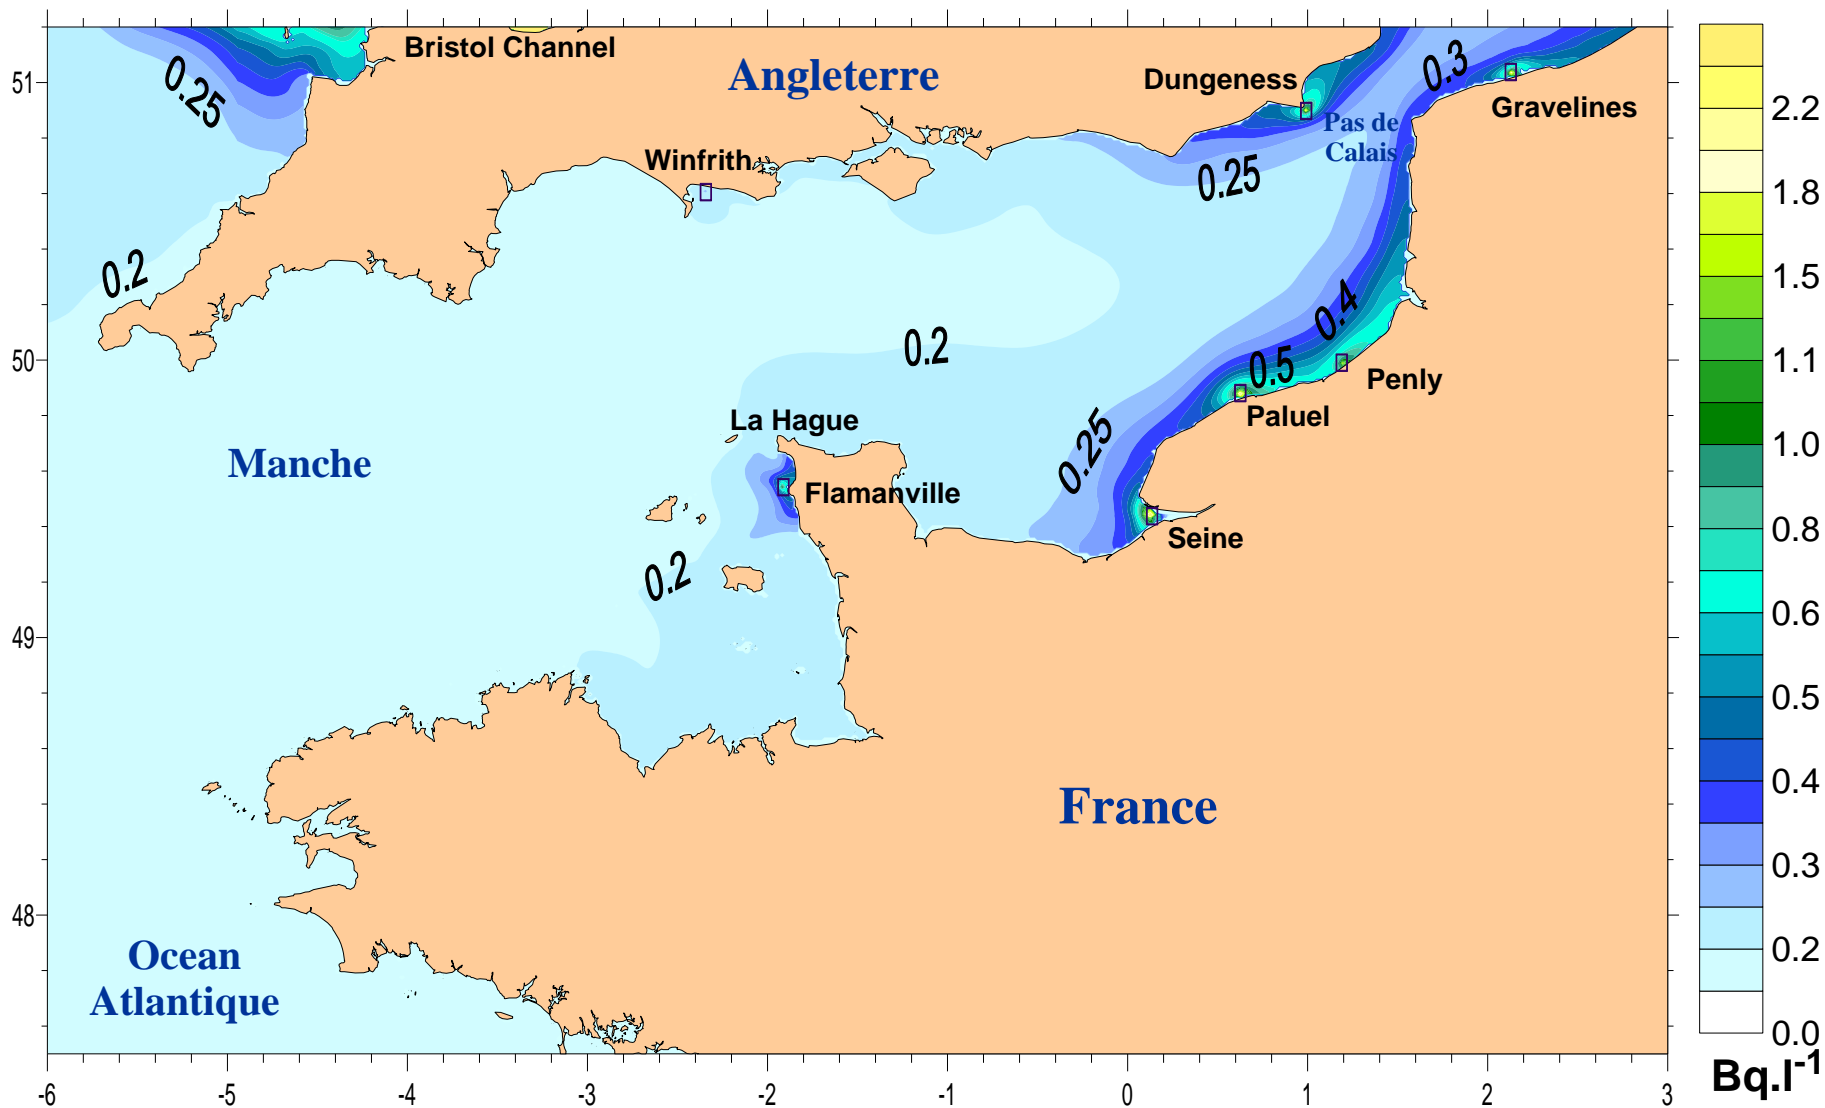 Bristol Channel
Angleterre
Dungeness
Gravelines
Pas de
Calais
Winfrith
0.25
0.3
0.25
0.2
0.4
0.2
0.5
Penly
Paluel
La Hague
0.25
Manche
Flamanville
Seine
0.2
France
Ocean
Atlantique
51
50
49
48
-6
-5
-4
-3
-2
-1
0
1
2
3
2.2
1.8
1.5
1.1
1.0
0.8
0.6
0.5
0.4
0.3
0.2
0.0
Bq.l⁻¹